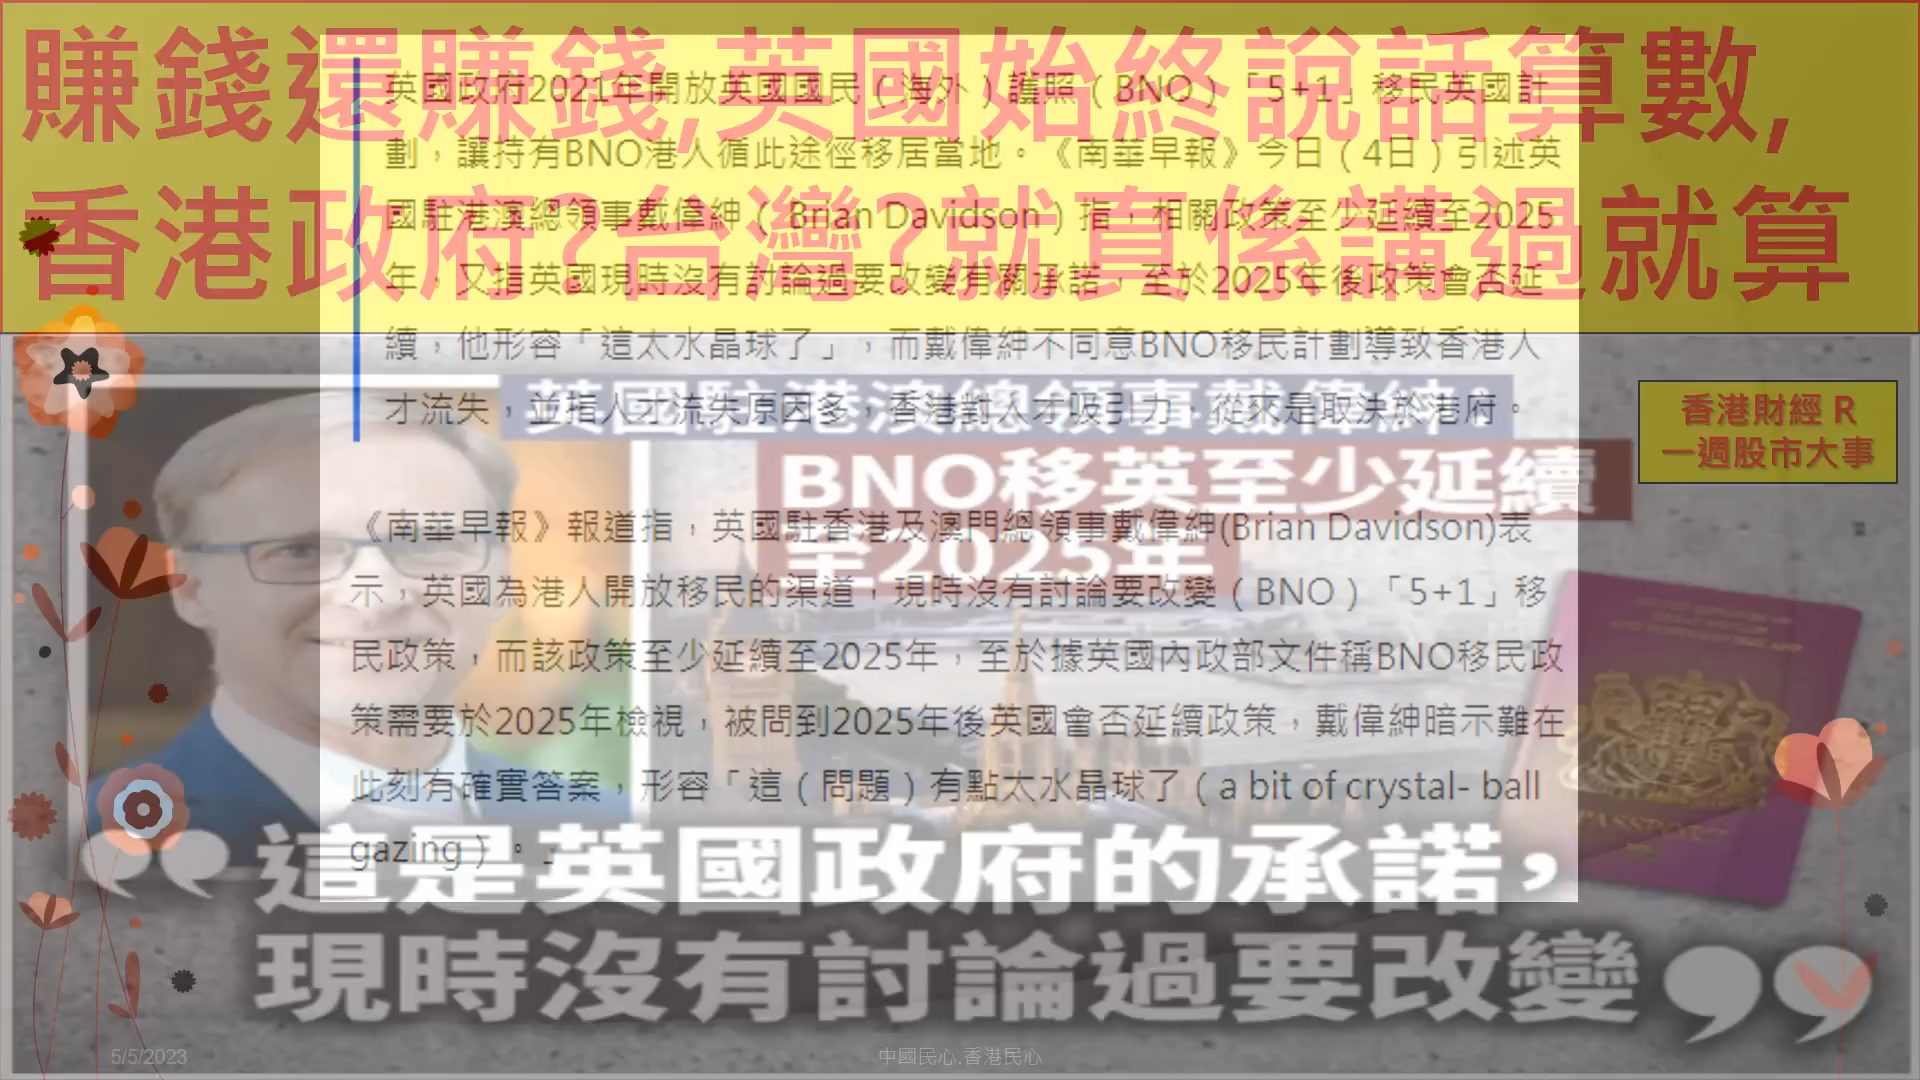 賺錢還賺錢,英國始終說話算數,
香港政府?台灣?就真係講過就算
英國政府2021年開放英國國民（海外）護照（BNO）「5+1」移民英國計
劃，讓持有BNO港人循此途徑移居當地。《南華早報》今日（4日）引述英
國駐港澳總領事戴偉紳（ Brian Davidson）指，相關政策至少延續至2025
年，又指英國現時沒有討論過要改變有關承諾，至於2025年後政策會否延
續，他形容「這太水晶球了」，而戴偉紳不同意BNO移民計劃導致香港人
才流失，並指人才流失原因多，香港對人才吸引力，從來是取決於港府。
香港財經 R
一週股市大事
英國駐港澳總領事戴偉紳：
BNO移英至少延續
至2025年
《南華早報》報道指，英國駐香港及澳門總領事戴偉紳(Brian Davidson)表
示，英國為港人開放移民的渠道，現時沒有討論要改變（BNO）「5+1」移
民政策，而該政策至少延續至2025年，至於據英國內政部文件稱BNO移民政
策需要於2025年檢視，被問到2025年後英國會否延續政策，戴偉紳暗示難在
此刻有確實答案，形容「這（問題）有點太水晶球了（a bit of crystal- ball
gazing）。」
PASSPORT
“這是英國政府的承諾，
現時沒有討論過要改變”
5/5/2023
中國民心.香港民心